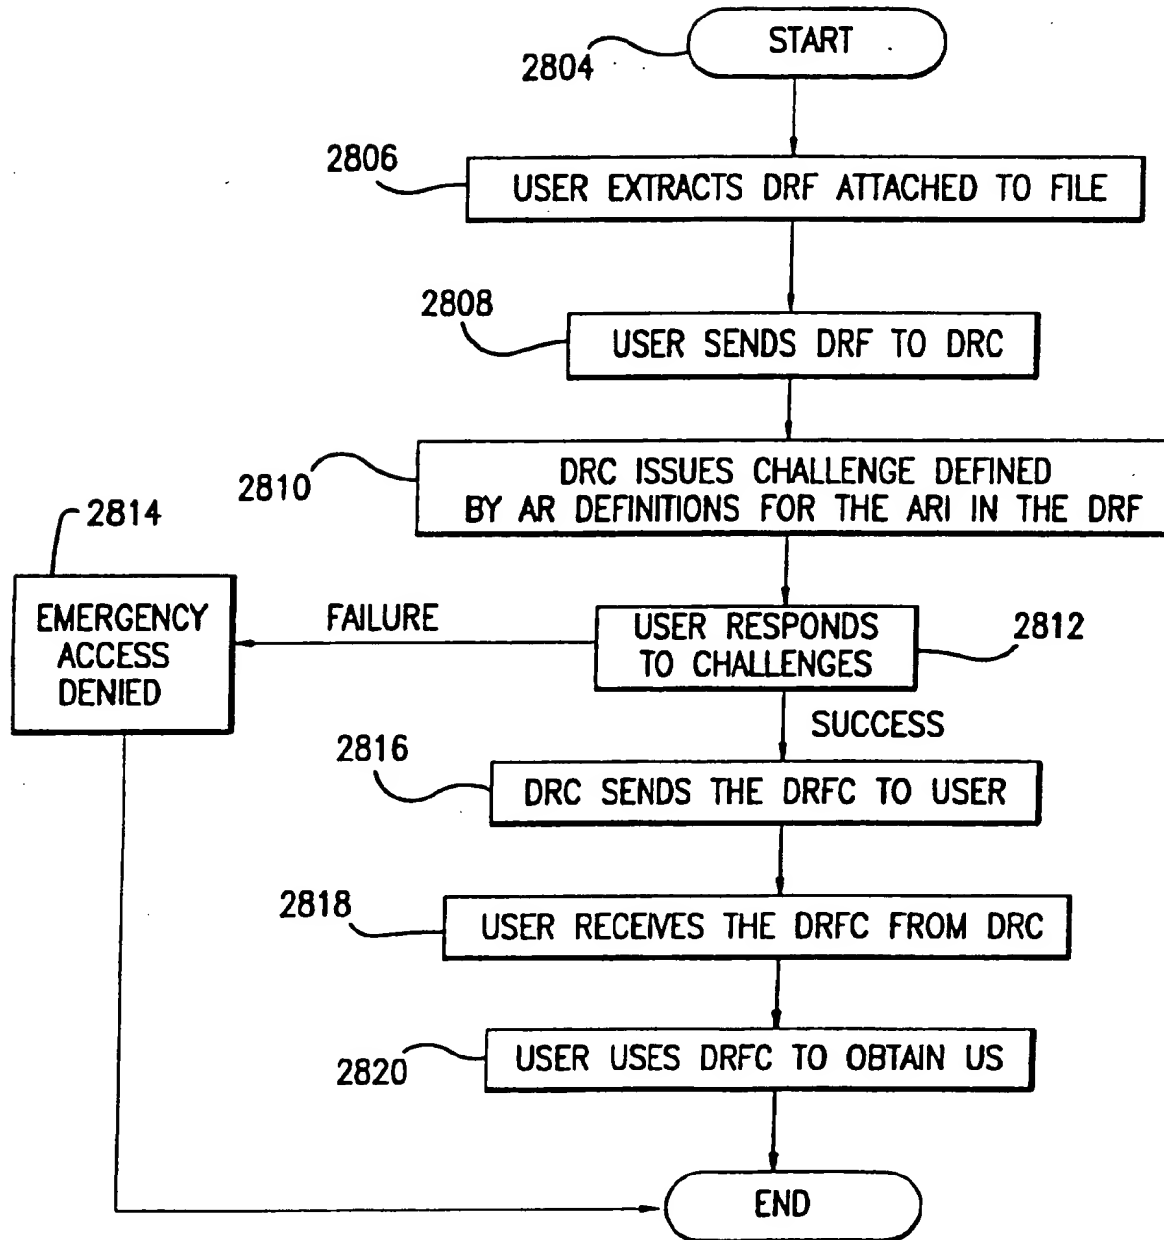 START
2804
2806
USER EXTRACTS DRF ATTACHED TO FILE
2808
USER SENDS DRF TO DRC
2810
DRC ISSUES CHALLENGE DEFINED
BY AR DEFINITIONS FOR THE ARI IN THE DRF
2814
EMERGENCY
ACCESS
DENIED
FAILURE
USER RESPONDS
TO CHALLENGES
2812
SUCCESS
2816
DRC SENDS THE DRFC TO USER
2818
USER RECEIVES THE DRFC FROM DRC
2820
USER USES DRFC TO OBTAIN US
END